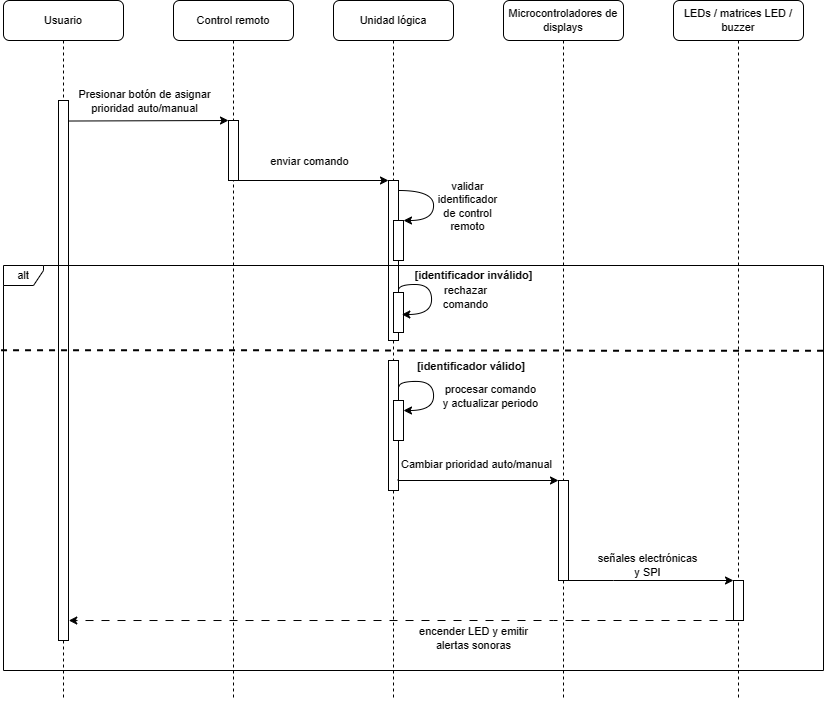 Usuario
Control remoto
Unidad lógica
Microcontroladores de
displays
LEDs / matrices LED /
buzzer
Presionar botón de asignar
prioridad auto/manual
enviar comando
validar
identificador
de control
remoto
alt
[identificador inválido]
rechazar
comando
[identificador válido]
procesar comando
y actualizar periodo
Cambiar prioridad auto/manual
señales electrónicas
y SPI
encender LED y emitir
alertas sonoras